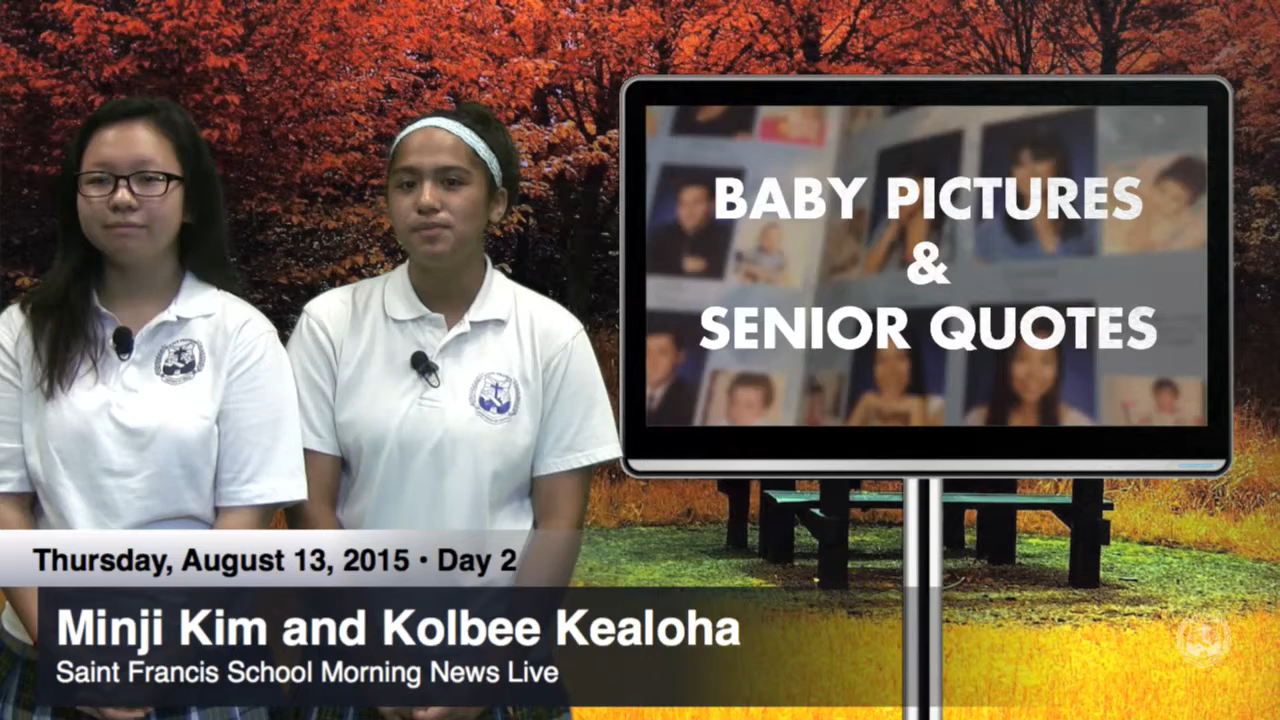 BABY PICTURES
&
SENIOR QUOTES
Thursday, August 13, 2015 • Day 2
Minji Kim and Kolbee Kealoha
Saint Francis School Morning News Live